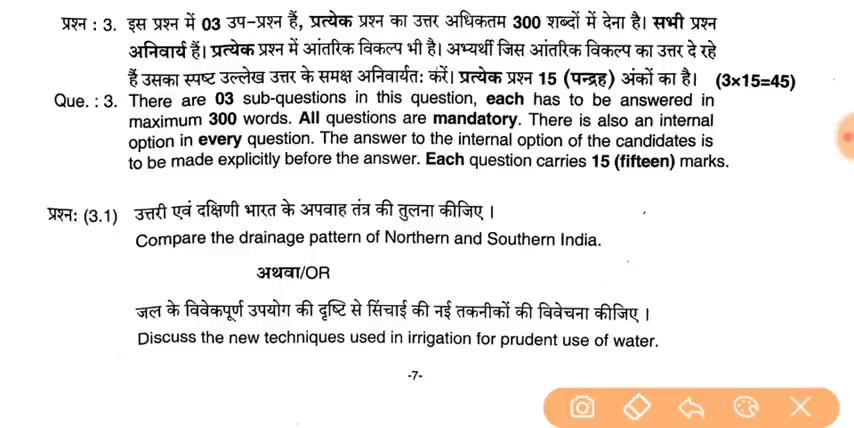 प्रश्न : 3. इस प्रश्न में 03 उप-प्रश्न हैं, प्रत्येक प्रश्न का उत्तर अधिकतम 300 शब्दों में देना है। सभी प्रश्न
अनिवार्य हैं। प्रत्येक प्रश्न में आंतरिक विकल्प भी है। अभ्यर्थी जिस आंतरिक विकल्प का उत्तर दे रहे
हैं उसका स्पष्ट उल्लेख उत्तर के समक्ष अनिवार्यत: करें। प्रत्येक प्रश्न 15 (पन्द्रह) अंकों का है। (3×15=45)
Que. : 3. There are 03 sub-questions in this question, each has to be answered in
maximum 300 words. All questions are mandatory. There is also an internal
option in every question. The answer to the internal option of the candidates is
to be made explicitly before the answer. Each question carries 15 (fifteen) marks.
प्रश्न: (3.1) उत्तरी एवं दक्षिणी भारत के अपवाह तंत्र की तुलना कीजिए।
Compare the drainage pattern of Northern and Southern India.
अथवा/OR
जल के विवेकपूर्ण उपयोग की दृष्टि से सिंचाई की नई तकनीकों की विवेचना कीजिए।
Discuss the new techniques used in irrigation for prudent use of water.
-7-